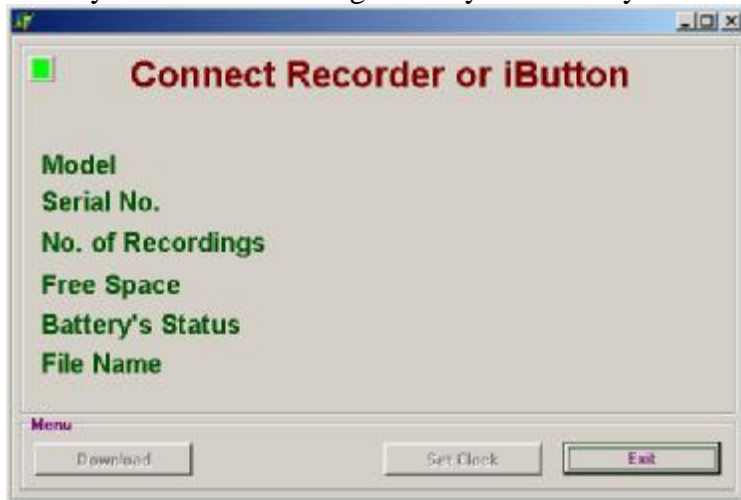 Connect Recorder or iButton
Model
Serial No.
No. of Recordings
Free Space
Battery's Status
File Name
Menu
Download
Set Clock
Exit